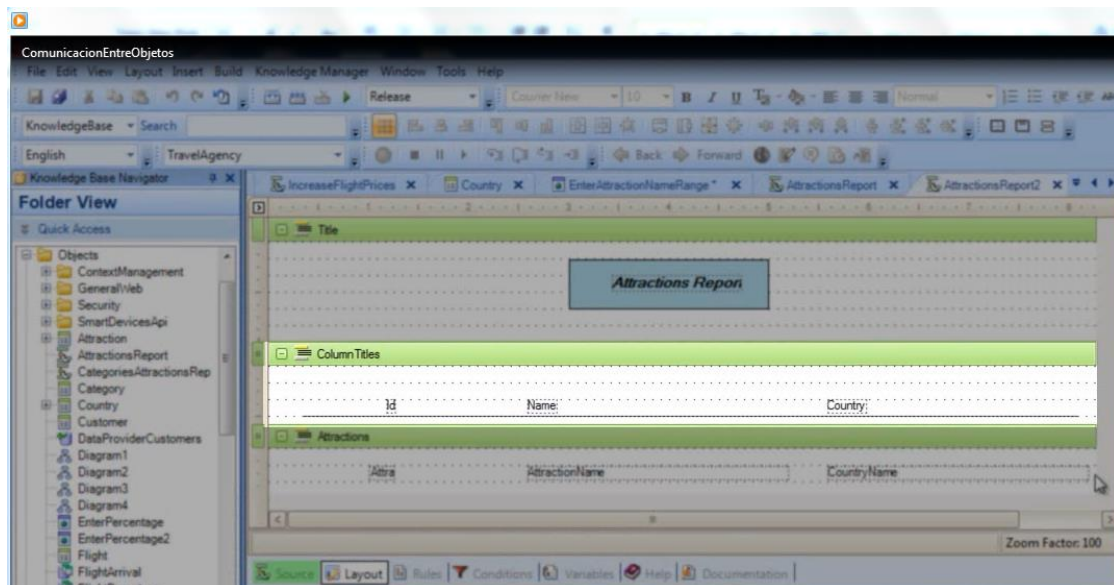 ComunicacionEntreObjetos
File Edit View Layout Insert Build Knowledge Manager Window Tools Help
Release Courier New 10 B I U Normal
KnowledgeBase Search
English TravelAgency Back Forward
Knowledge Base Navigator
IncreaseFlightPrices Country EnterAttractionNameRange * AttractionsReport AttractionsReport2
Folder View
Quick Access
Title
Objects
ContextManagement
GeneralWeb
Attractions Report
Security
SmartDevicesApi
Attraction
AttractionsReport
ColumnTitles
CategoriesAttractionsRep
Category
Country
Id Name: Country:
Customer
DataProviderCustomers
Attractions
Diagram1
Diagram2
Attra AttractionName CountryName
Diagram3
Diagram4
EnterPercentage
EnterPercentage2
Zoom Factor: 100
Flight
FlightArrival
Source Layout Rules Conditions Variables Help Documentation